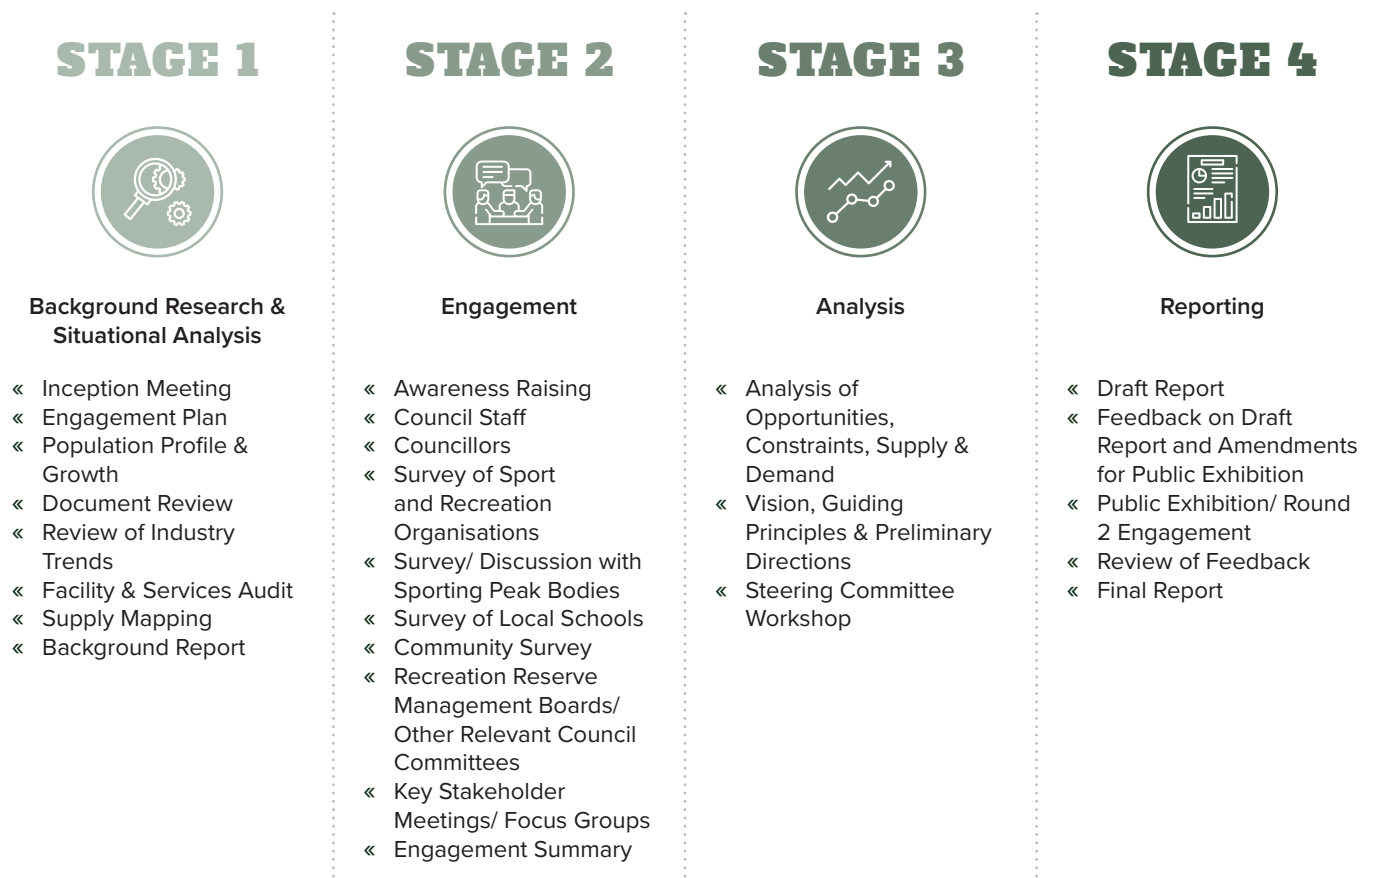 STAGE 1
Background Research &
Situational Analysis
« Inception Meeting
« Engagement Plan
« Population Profile &
Growth
« Document Review
« Review of Industry
Trends
« Facility & Services Audit
« Supply Mapping
« Background Report
STAGE 2
Engagement
« Awareness Raising
« Council Staff
« Councillors
« Survey of Sport
and Recreation
Organisations
« Survey/ Discussion with
Sporting Peak Bodies
« Survey of Local Schools
« Community Survey
« Recreation Reserve
Management Boards/
Other Relevant Council
Committees
« Key Stakeholder
Meetings/ Focus Groups
« Engagement Summary
STAGE 3
Analysis
« Analysis of
Opportunities,
Constraints, Supply &
Demand
« Vision, Guiding
Principles & Preliminary
Directions
« Steering Committee
Workshop
STAGE 4
Reporting
« Draft Report
« Feedback on Draft
Report and Amendments
for Public Exhibition
« Public Exhibition/ Round
2 Engagement
« Review of Feedback
« Final Report